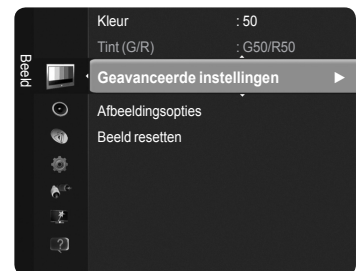 Beeld
Kleur : 50
Tint (G/R) : G50/R50
Geavanceerde instellingen ►
Afbeeldingsopties
Beeld resetten